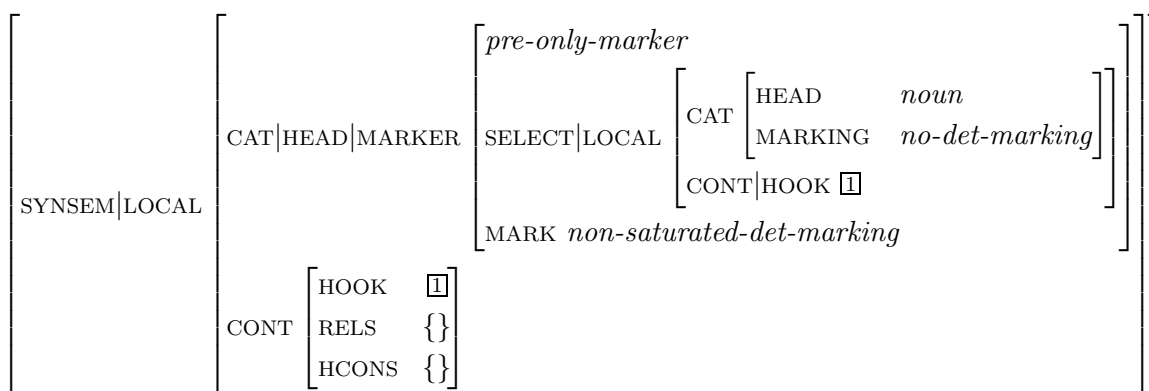 pre-only-marker
HEAD noun
CAT
MARKING no-det-marking
CAT|HEAD|MARKER SELECT|LOCAL
CONT|HOOK 1
SYNSEM|LOCAL
MARK non-saturated-det-marking
HOOK 1
CONT RELS {}
HCONS {}